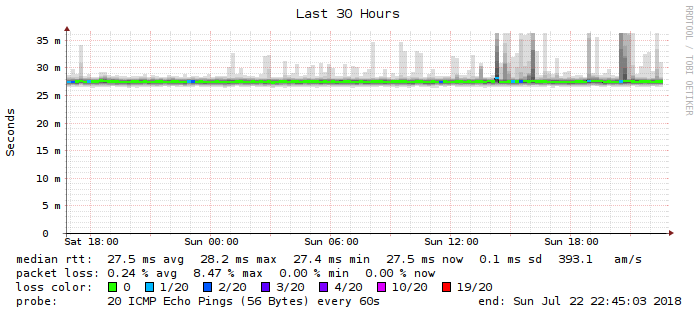 Last 30 Hours
RRDTOOL / TOBI OETIKER
Seconds
35 m
30 m
25 m
20 m
15 m
10 m
5 m
0
Sat 18:00 Sun 00:00 Sun 06:00 Sun 12:00 Sun 18:00
median rtt: 27.5 ms avg 28.2 ms max 27.4 ms min 27.5 ms now 0.1 ms sd 393.1 am/s
packet loss: 0.24 % avg 8.47 % max 0.00 % min 0.00 % now
loss color: 0 1/20 2/20 3/20 4/20 10/20 19/20
probe: 20 ICMP Echo Pings (56 Bytes) every 60s end: Sun Jul 22 22:45:03 2018